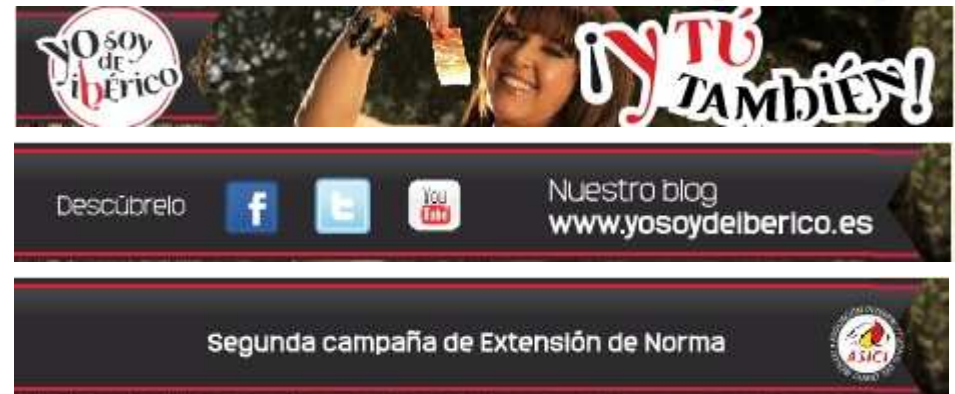 yo soy
de
ibérico
¡y TÚ
TAMbiÉN!
Descúbrelo
f
t
You
Tube
Nuestro blog
www.yosoydeiberico.es
Segunda campaña de Extensión de Norma
ASICI